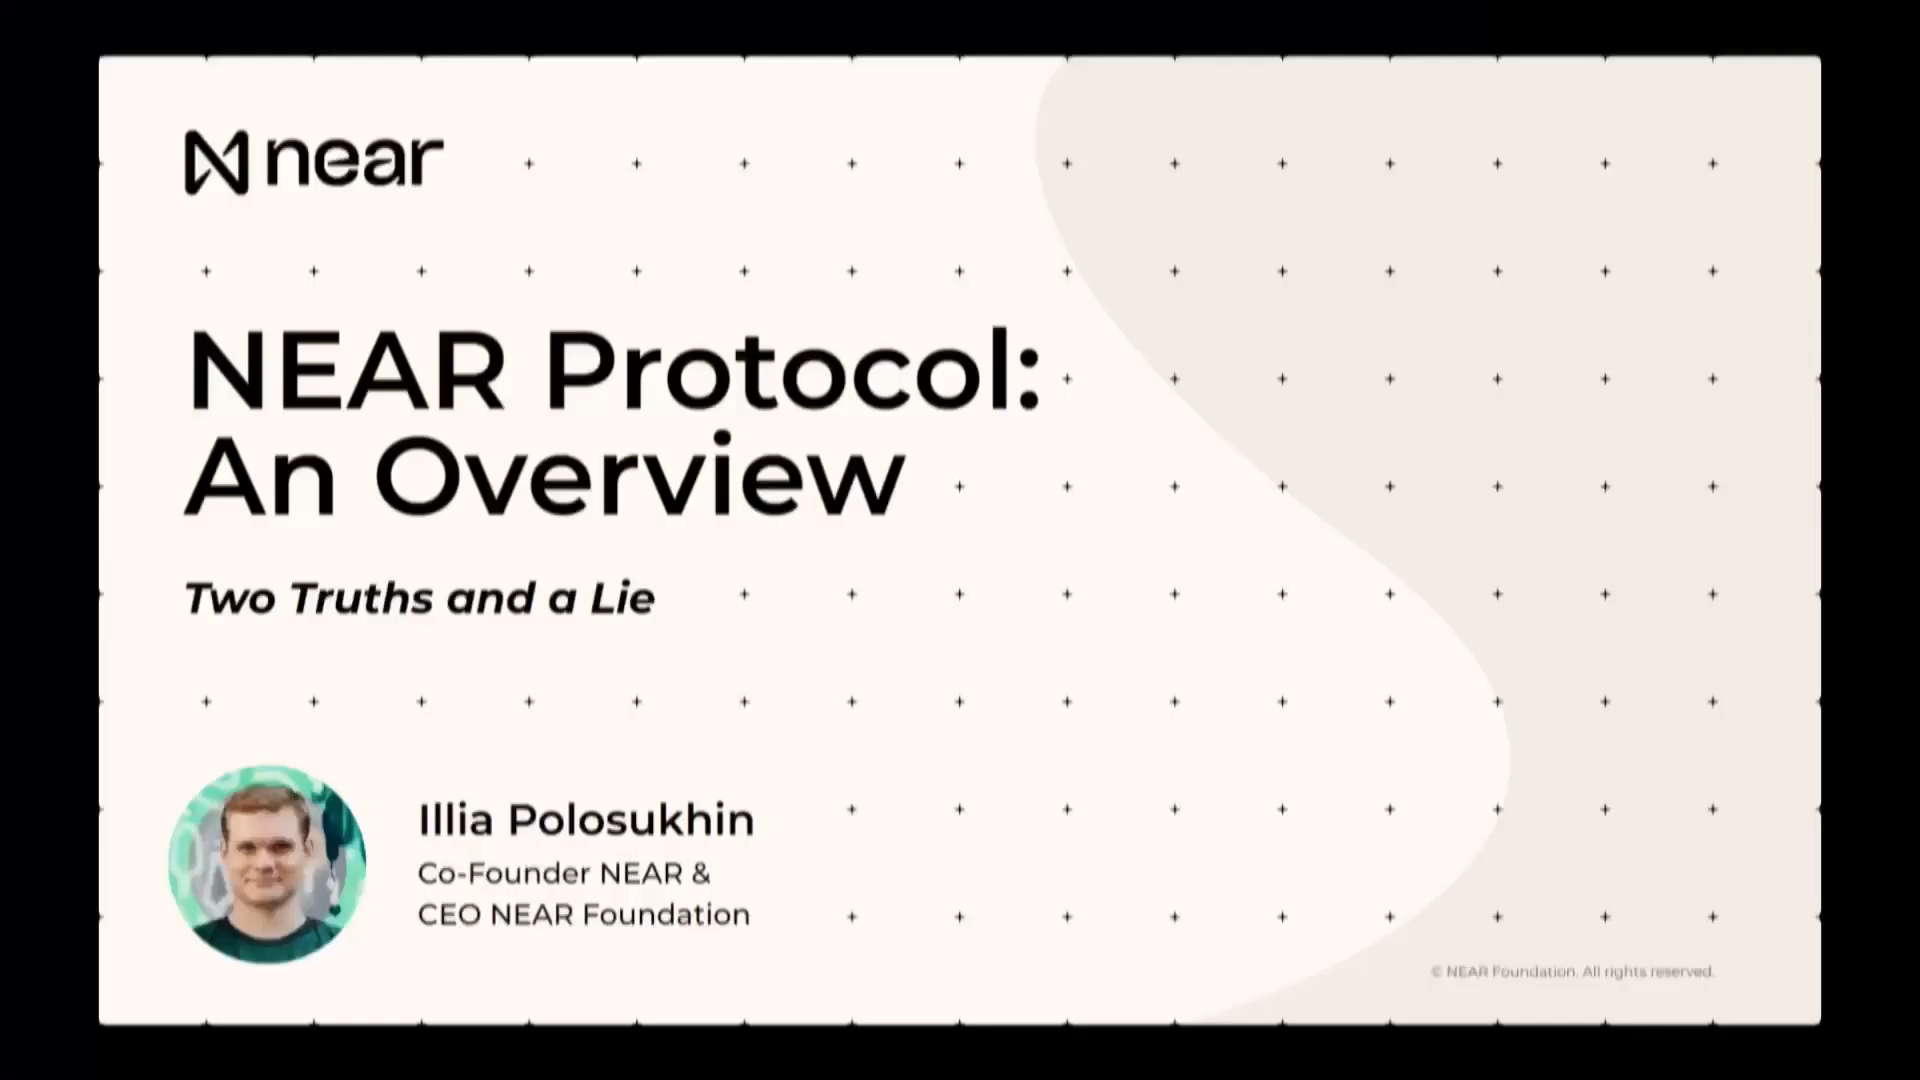 near
NEAR Protocol:
An Overview
Two Truths and a Lie
Illia Polosukhin
Co-Founder NEAR &
CEO NEAR Foundation
© NEAR Foundation. All rights reserved.